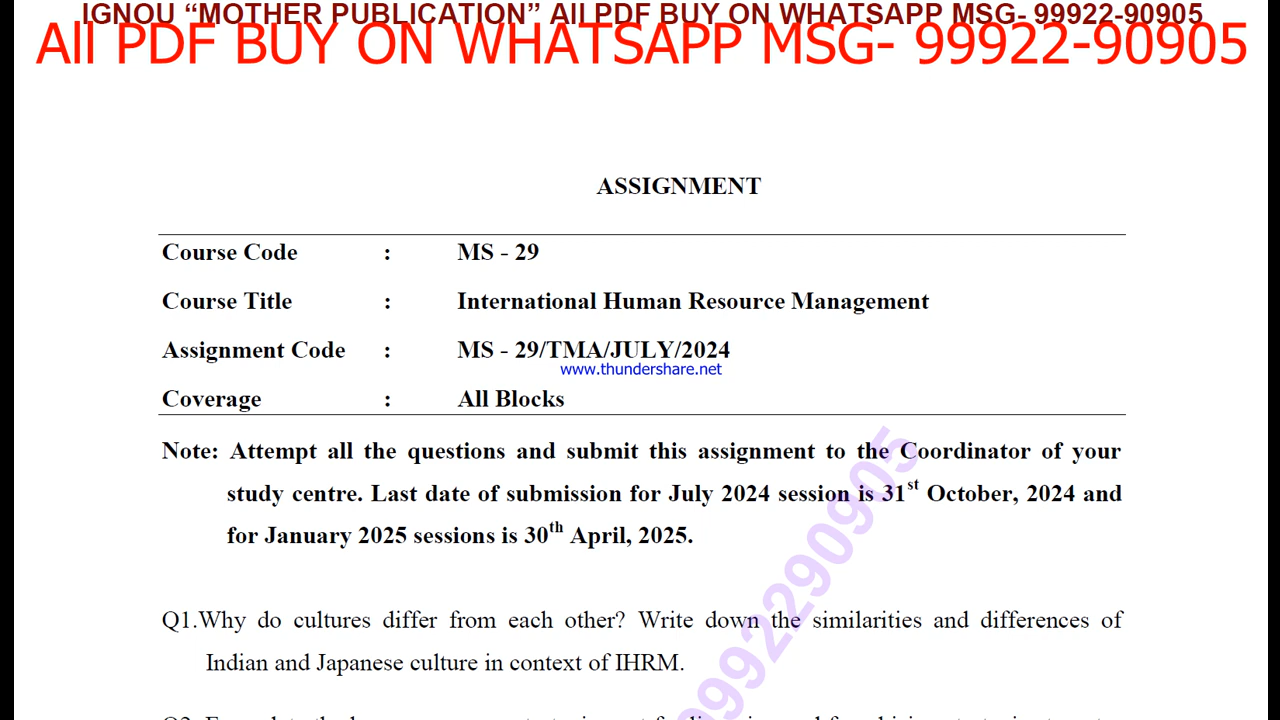 IGNOU “MOTHER PUBLICATION” All PDF BUY ON WHATSAPP MSG- 99922-90905
All PDF BUY ON WHATSAPP MSG- 99922-90905
ASSIGNMENT
Course Code : MS - 29
Course Title : International Human Resource Management
Assignment Code : MS - 29/TMA/JULY/2024
www.thundershare.net
Coverage : All Blocks
Note: Attempt all the questions and submit this assignment to the Coordinator of your
study centre. Last date of submission for July 2024 session is 31st October, 2024 and
for January 2025 sessions is 30th April, 2025.
9992290905
Q1.Why do cultures differ from each other? Write down the similarities and differences of
Indian and Japanese culture in context of IHRM.